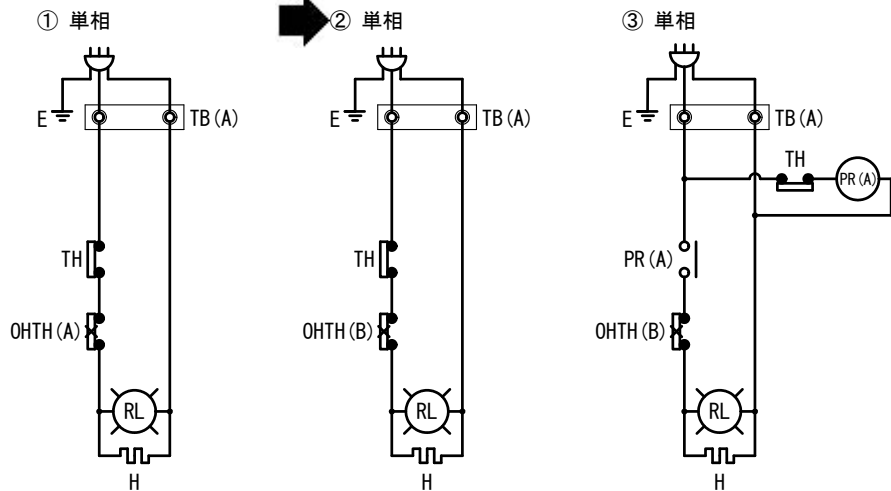 ① 単相
E
TB(A)
TH
OHTH(A)
RL
H
② 単相
E
TB(A)
TH
OHTH(B)
RL
H
③ 単相
E
TB(A)
TH
PR(A)
PR(A)
OHTH(B)
RL
H